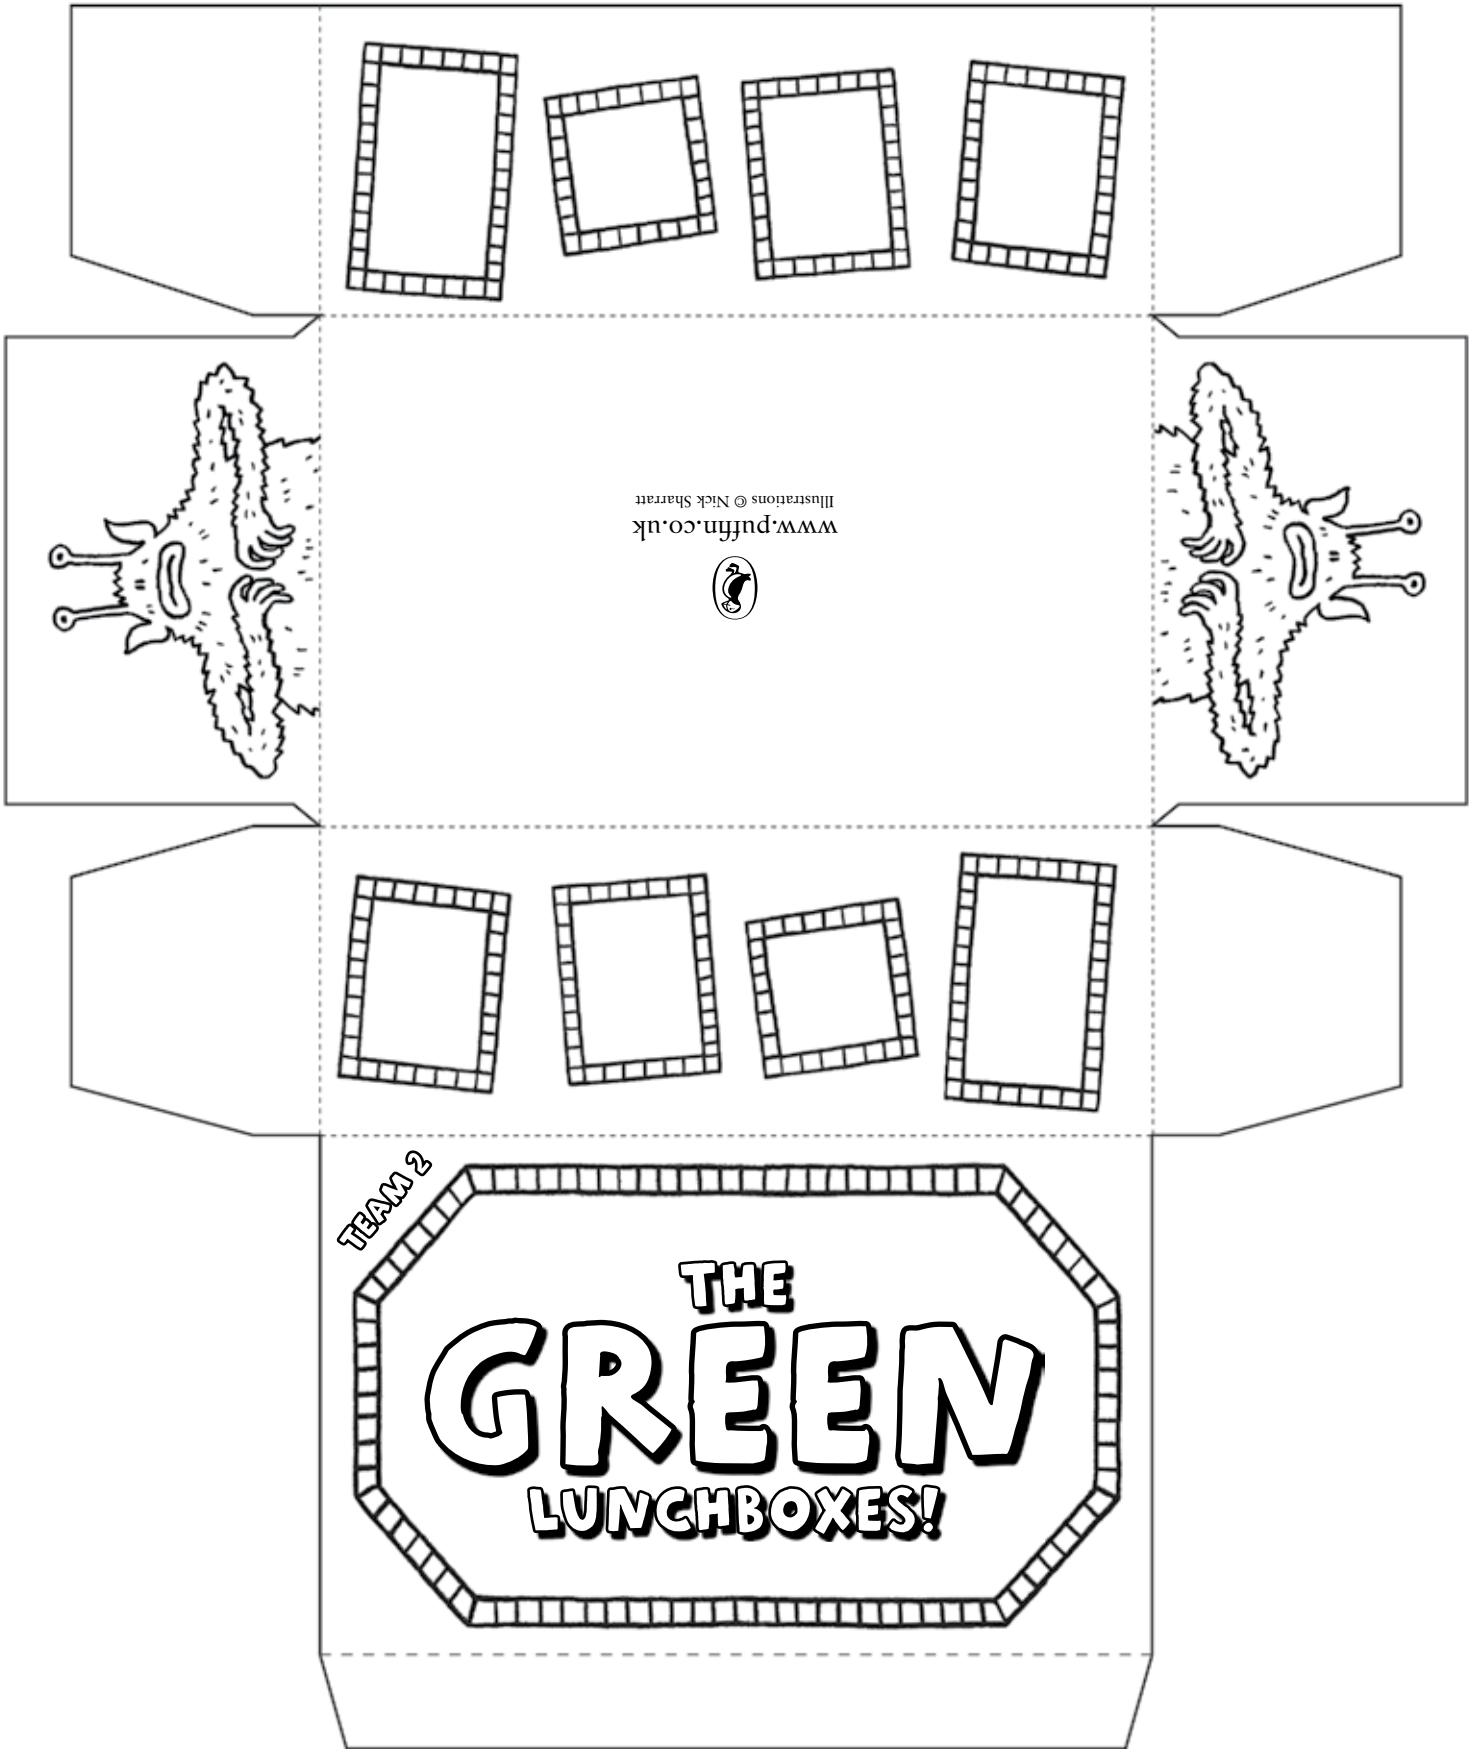 Illustrations © Nick Sharratt
www.puffin.co.uk
TEAM 2
THE
GREEN
LUNCHBOXES!